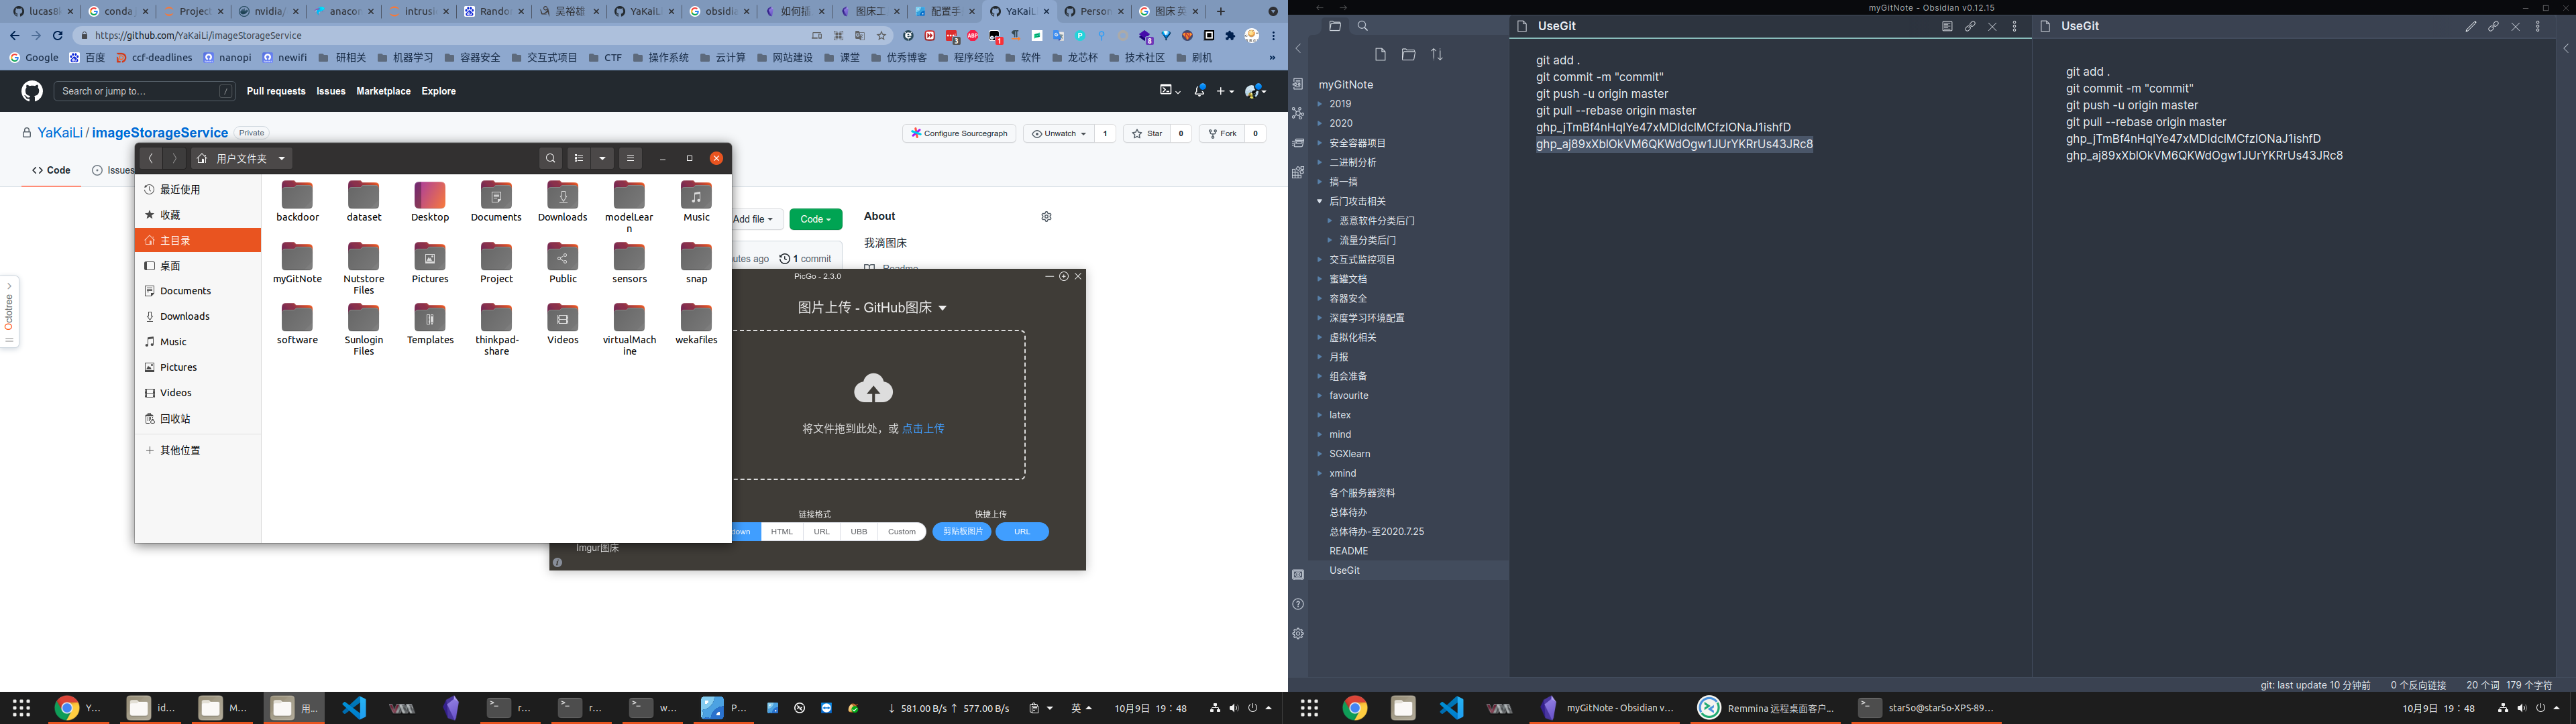 lucas8l
conda j
Project
nvidia/
anacon
intrusi
Randor
吴裕雄
YaKaiL
obsidia
如何插
图床工
配置手
YaKaiL
Person
图床 英
https://github.com/YaKaiLi/imageStorageService
Google
百度
ccf-deadlines
nanopi
newifi
研相关
机器学习
容器安全
交互式项目
CTF
操作系统
云计算
网站建设
课堂
优秀博客
程序经验
软件
龙芯杯
技术社区
刷机
Search or jump to…
Pull requests
Issues
Marketplace
Explore
YaKaiLi / imageStorageService
Private
Configure Sourcegraph
Unwatch
1
Star
0
Fork
0
Code
Issues
Add file
Code
About
我滴图床
nutes ago
1 commit
Readme
Octotree
用户文件夹
最近使用
收藏
主目录
桌面
Documents
Downloads
Music
Pictures
Videos
回收站
其他位置
backdoor
dataset
Desktop
Documents
Downloads
modelLear
n
Music
myGitNote
Nutstore
Files
Pictures
Project
Public
sensors
snap
software
Sunlogin
Files
Templates
thinkpad-
share
Videos
virtualMach
ine
wekafiles
PicGo - 2.3.0
图片上传 - GitHub图床
将文件拖到此处，或 点击上传
链接格式
快捷上传
down
HTML
URL
UBB
Custom
剪贴板图片
URL
Imgur图床
myGitNote - Obsidian v0.12.15
myGitNote
2019
2020
安全容器项目
二进制分析
搞一搞
后门攻击相关
恶意软件分类后门
流量分类后门
交互式监控项目
蜜罐文档
容器安全
深度学习环境配置
虚拟化相关
月报
组会准备
favourite
latex
mind
SGXlearn
xmind
各个服务器资料
总体待办
总体待办-至2020.7.25
README
UseGit
UseGit
git add .
git commit -m "commit"
git push -u origin master
git pull --rebase origin master
ghp_jTmBf4nHqIYe47xMDIdclMCfzlONaJ1ishfD
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
UseGit
git add .
git commit -m "commit"
git push -u origin master
git pull --rebase origin master
ghp_jTmBf4nHqIYe47xMDIdclMCfzlONaJ1ishfD
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
git: last update 10 分钟前
0 个反向链接
20 个词
179 个字符
Y...
id...
M...
用...
r...
r...
w...
P...
↓ 581.00 B/s ↑ 577.00 B/s
英
10月9日 19：48
myGitNote - Obsidian v...
Remmina 远程桌面客户...
star5o@star5o-XPS-89...
10月9日 19：48